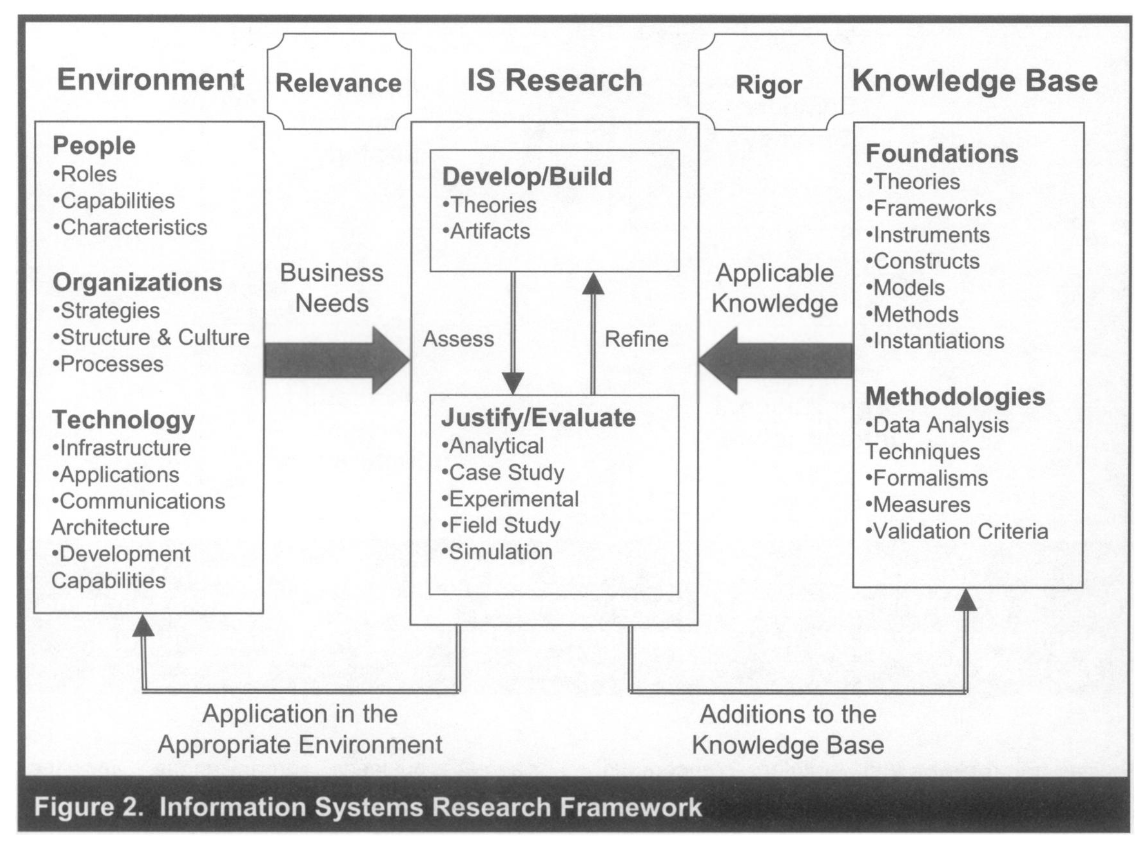 Environment
Relevance
IS Research
Rigor
Knowledge Base
People
•Roles
•Capabilities
•Characteristics
Organizations
•Strategies
•Structure & Culture
•Processes
Technology
•Infrastructure
•Applications
•Communications
Architecture
•Development
Capabilities
Business
Needs
Develop/Build
•Theories
•Artifacts
Assess
Refine
Justify/Evaluate
•Analytical
•Case Study
•Experimental
•Field Study
•Simulation
Applicable
Knowledge
Foundations
•Theories
•Frameworks
•Instruments
•Constructs
•Models
•Methods
•Instantiations
Methodologies
•Data Analysis
Techniques
•Formalisms
•Measures
•Validation Criteria
Application in the
Appropriate Environment
Additions to the
Knowledge Base
Figure 2. Information Systems Research Framework